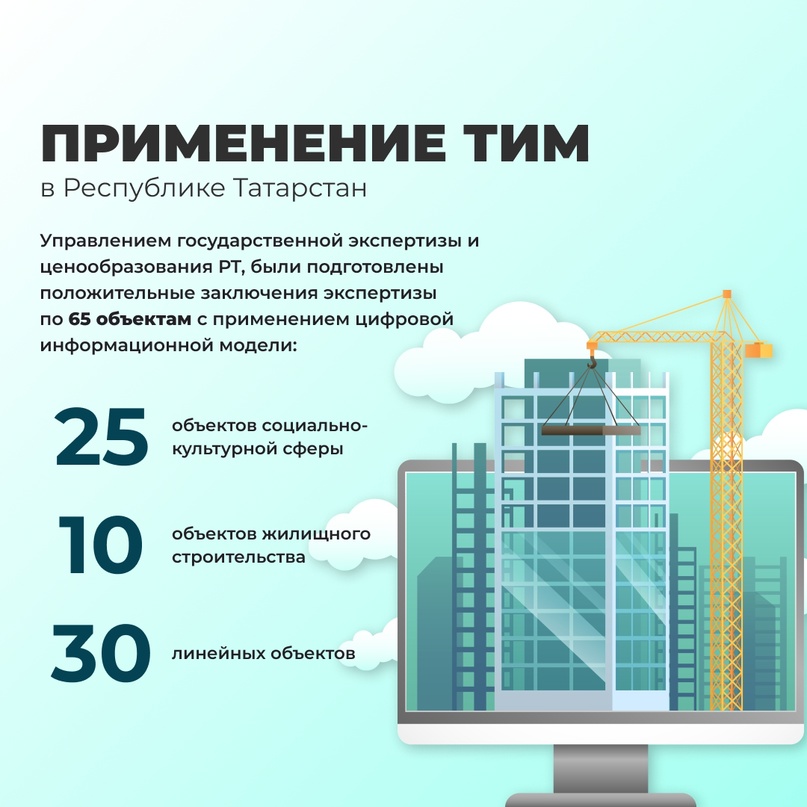 ПРИМЕНЕНИЕ ТИМ
в Республике Татарстан
Управлением государственной экспертизы и
ценообразования РТ, были подготовлены
положительные заключения экспертизы
по 65 объектам с применением цифровой
информационной модели:
25
объектов социально-
культурной сферы
10
объектов жилищного
строительства
30
линейных объектов